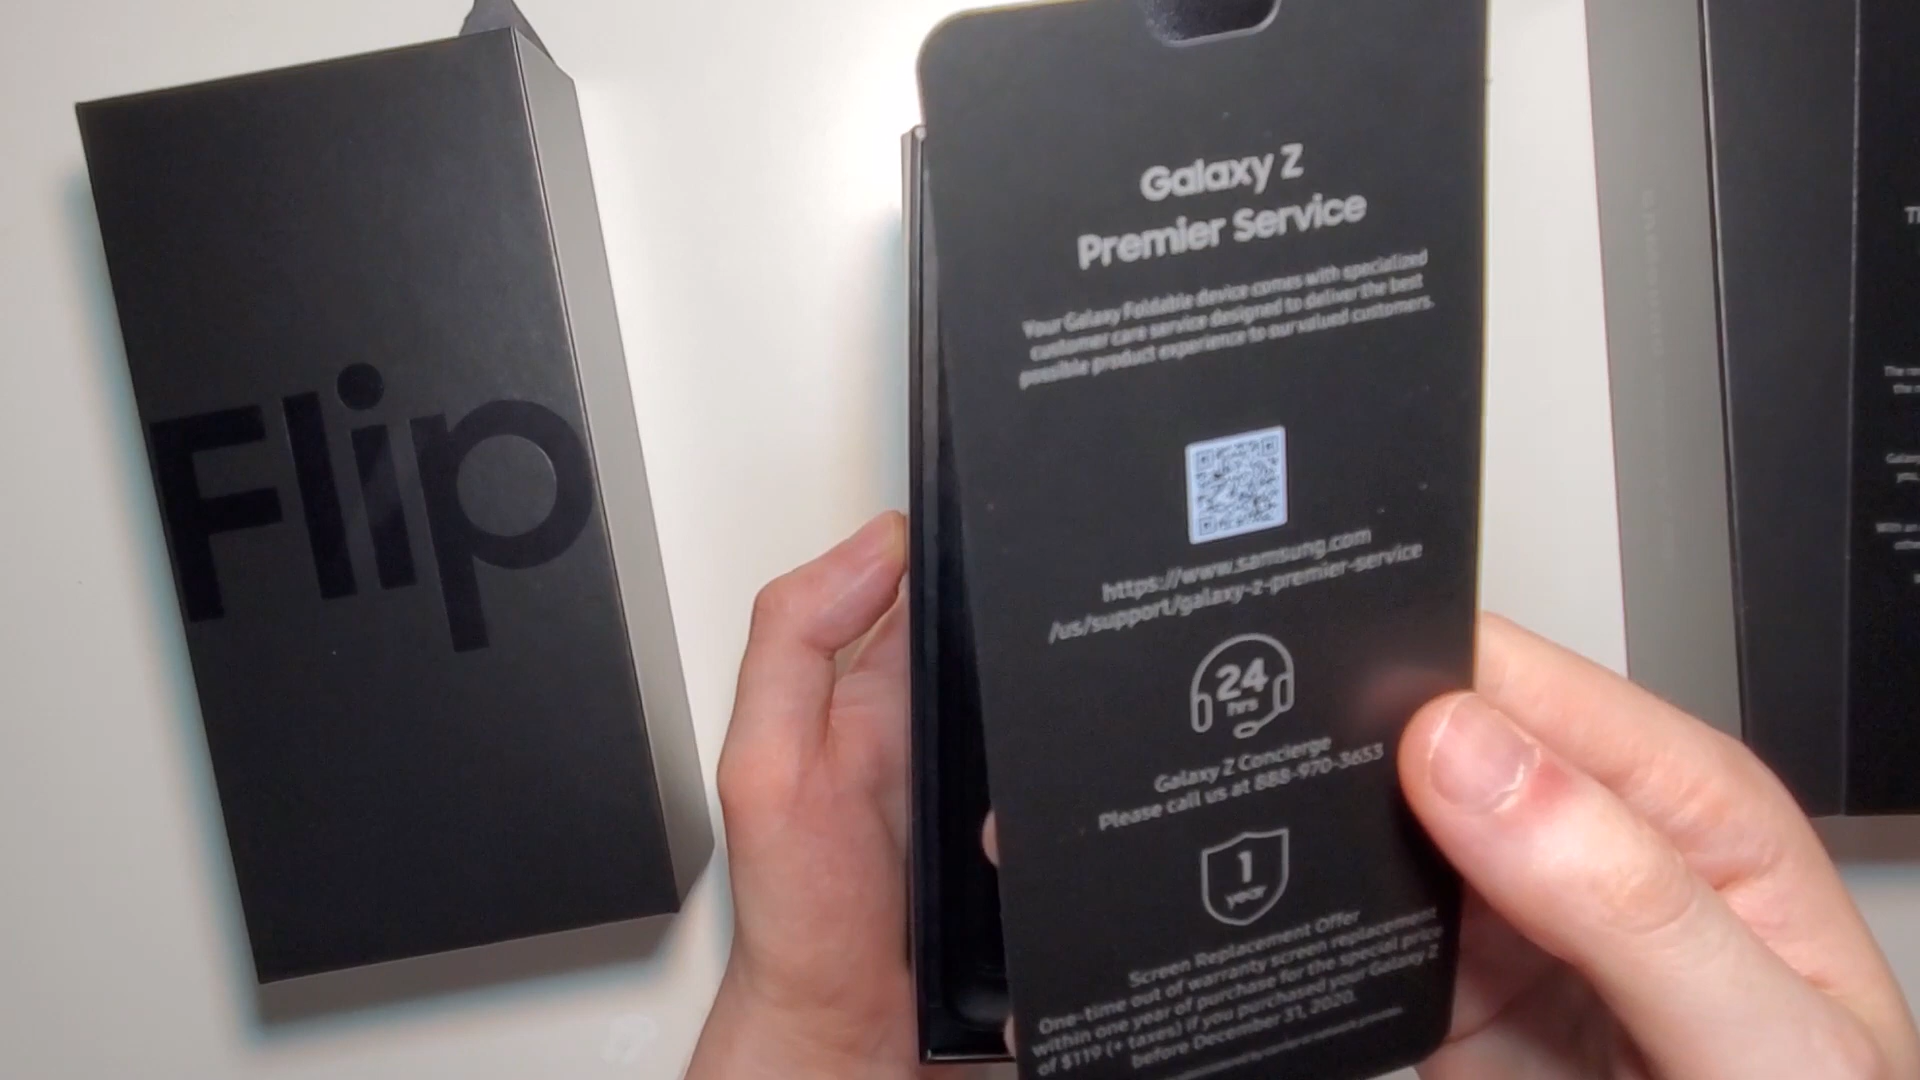 Flip
Galaxy Z
Premier Service
Your Galaxy Foldable device comes with specialized
customer care service designed to deliver the best
possible product experience to our valued customers.
https://www.samsung.com
/us/support/galaxy-z-premier-service
24
hrs
Galaxy Z Concierge
Please call us at 888-970-3653
1
year
Screen Replacement Offer
One-time out of warranty screen replacement
within one year of purchase for the special price
of $119 (+ taxes) if you purchased your Galaxy Z
before December 31, 2020.